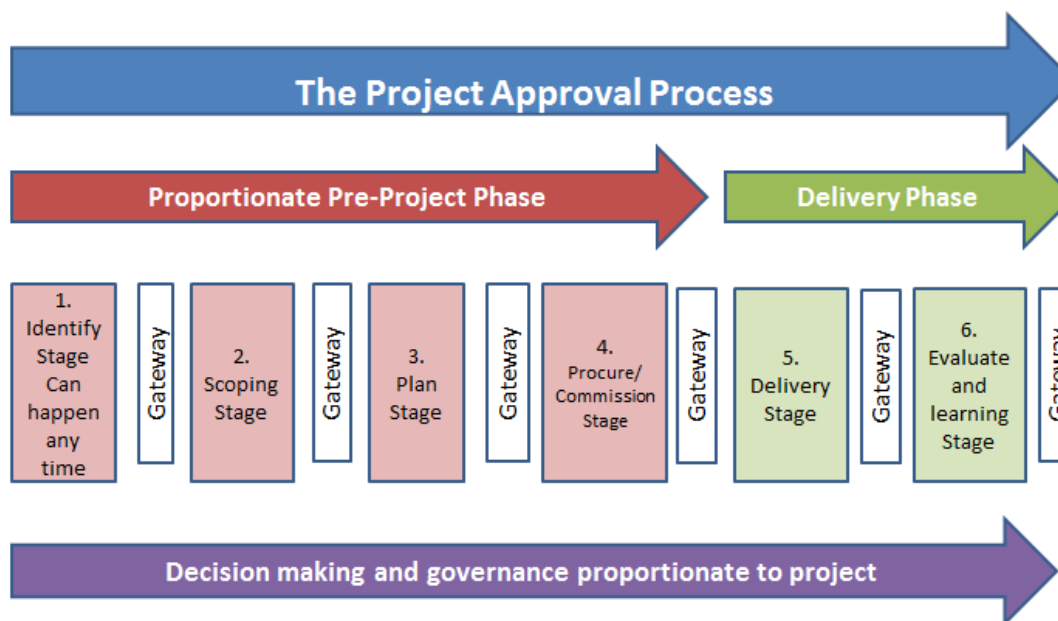 The Project Approval Process
Proportionate Pre-Project Phase
Delivery Phase
1.
Identify
Stage
Can
happen
any
time
Gateway
2.
Scoping
Stage
Gateway
3.
Plan
Stage
Gateway
4.
Procure/
Commission
Stage
Gateway
5.
Delivery
Stage
Gateway
6.
Evaluate
and
learning
Stage
Gateway
Decision making and governance proportionate to project